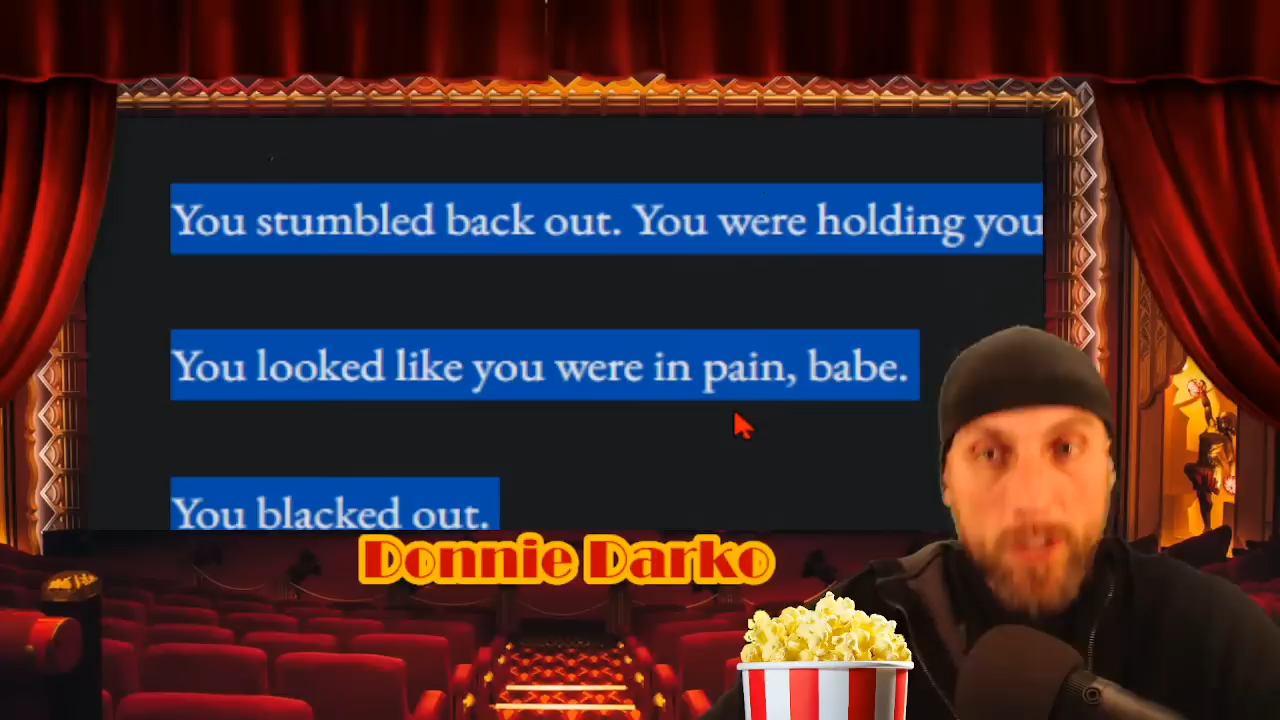 You stumbled back out. You were holding you
You looked like you were in pain, babe.
You blacked out.
Donnie Darko